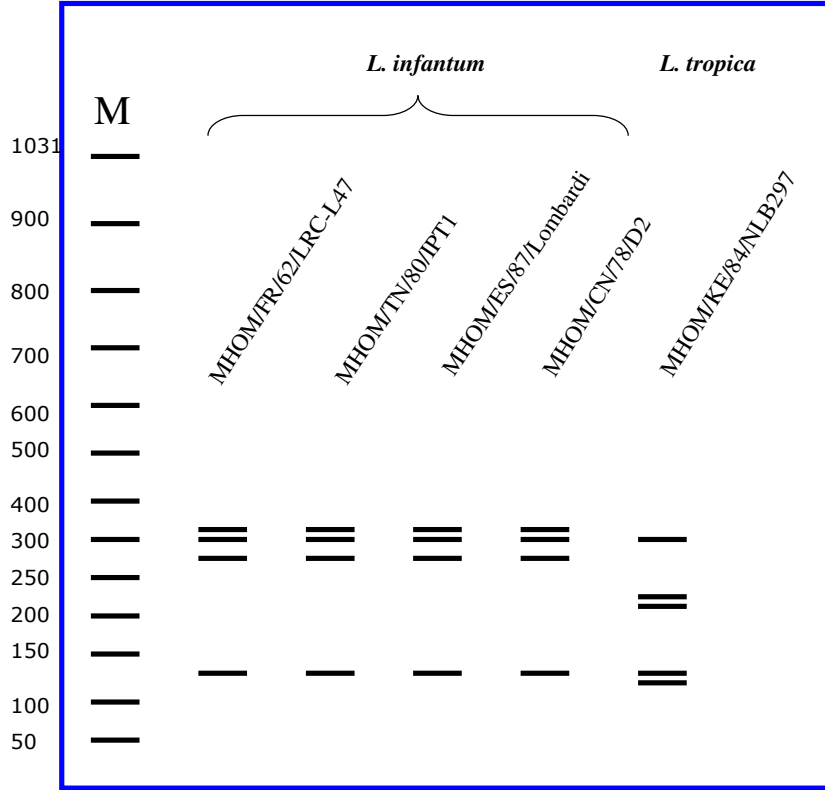 L. infantum L. tropica
M
MHOM/FR/62/LRC-L47
MHOM/TN/80/IPT1
MHOM/ES/87/Lombardi
MHOM/CN/78/D2
MHOM/KE/84/NLB297
1031
900
800
700
600
500
400
300
250
200
150
100
50